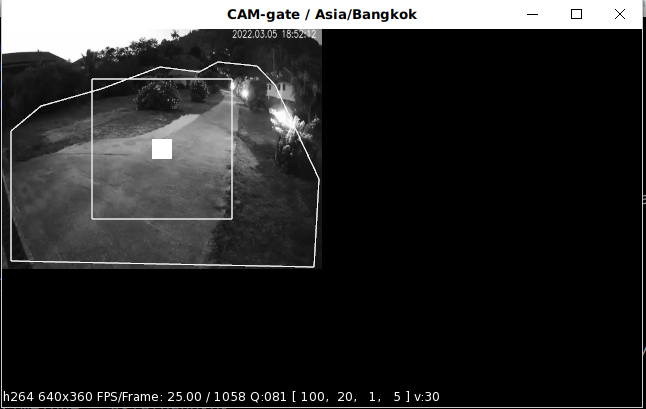 CAM-gate / Asia/Bangkok
2022.03.05 18:52:12
h264 640x360 FPS/Frame: 25.00 / 1058 Q:081 [ 100, 20, 1, 5 ] v:30